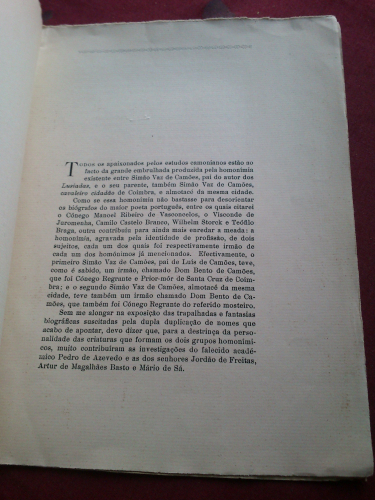 Todos os apaixonados pelos estudos camonianos estão ao
facto da grande embrulhada produzida pela homonímia
existente entre Simão Vaz de Camões, pai do autor dos
Lusíadas, e o seu parente, também Simão Vaz de Camões,
cavaleiro cidadão de Coimbra, e almotacé da mesma cidade.
Como se essa homonímia não bastasse para desorientar
os biógrafos do maior poeta português, entre os quais citarei
o Cónego Manoel Ribeiro de Vasconcelos, o Visconde de
Juromenha, Camilo Castelo Branco, Wilhelm Storck e Teófilo
Braga, outra contribuíu para ainda mais enredar a meada: a
homonímia, agravada pela identidade de profissão, de dois
sujeitos, cada um dos quais foi respectivamente irmão de
cada um dos homónimos já mencionados. Efectivamente, o
primeiro Simão Vaz de Camões, pai de Luís de Camões, teve,
como é sabido, um irmão, chamado Dom Bento de Camões,
que foi Cónego Regrante e Prior-mór de Santa Cruz de Coïm-
bra; e o segundo Simão Vaz de Camões, almotacé da mesma
cidade, teve também um irmão chamado Dom Bento de Ca-
mões, que também foi Cónego Regrante do referido mosteiro.
Sem me alongar na exposição das trapalhadas e fantasias
biográficas suscitadas pela dupla duplicação de nomes que
acabo de apontar, devo dizer que, para a destrinça da perso-
nalidade das criaturas que formam os dois grupos homoními-
cos, muito contribuíram as investigações do falecido acadé-
mico Pedro de Azevedo e as dos senhores Jordão de Freitas,
Artur de Magalhães Basto e Mário de Sá.